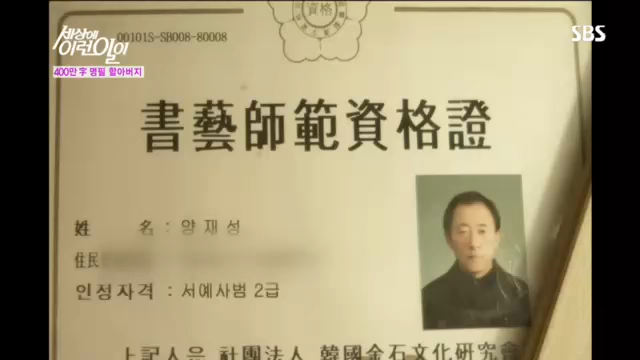 세상에 이런일이
SBS
400만 字 명필 할아버지
資格
00101S-SB008-80008
書藝師範資格證
姓 名 : 양재성
住民
인정자격 : 서예사범 2급
上記人은 社團法人 韓國金石文化研究會